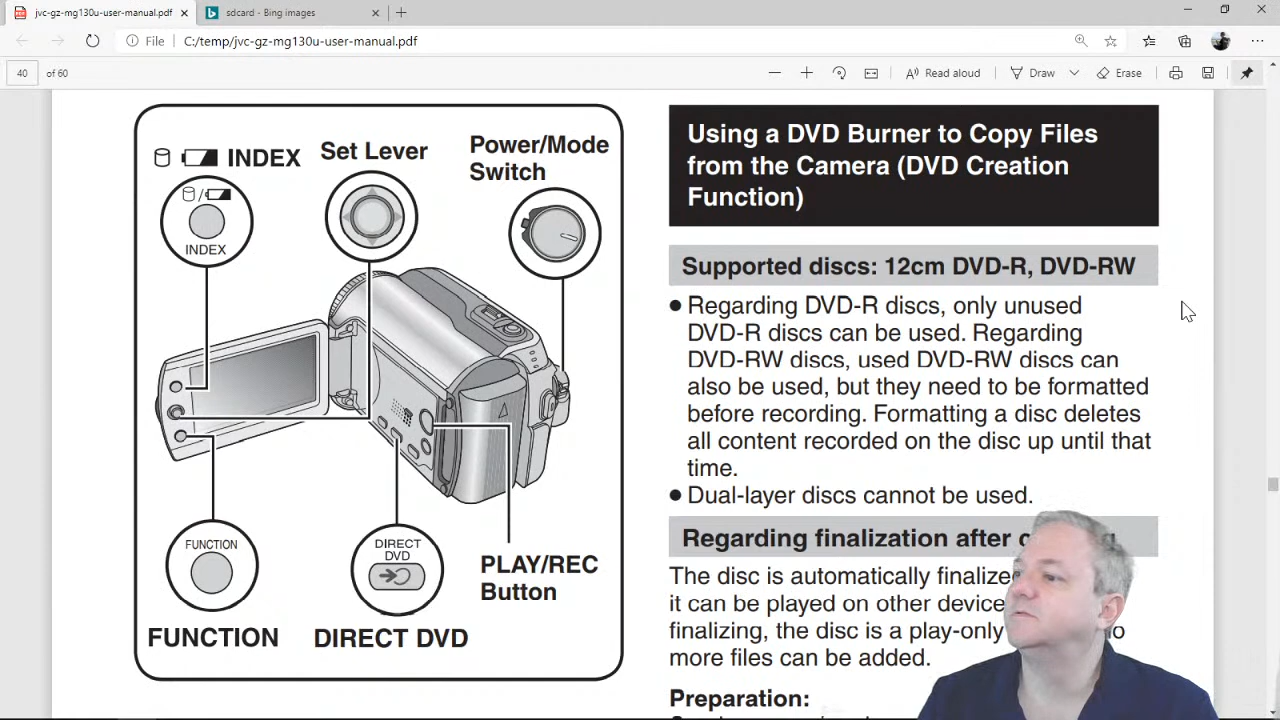 jvc-gz-mg130u-user-manual.pdf
sdcard - Bing images
File
C:/temp/jvc-gz-mg130u-user-manual.pdf
40 of 60
Read aloud
Draw
Erase
INDEX
Set Lever
Power/Mode
Switch
INDEX
FUNCTION
DIRECT
DVD
PLAY/REC
Button
FUNCTION
DIRECT DVD
Using a DVD Burner to Copy Files
from the Camera (DVD Creation
Function)
Supported discs: 12cm DVD-R, DVD-RW
● Regarding DVD-R discs, only unused
DVD-R discs can be used. Regarding
DVD-RW discs, used DVD-RW discs can
also be used, but they need to be formatted
before recording. Formatting a disc deletes
all content recorded on the disc up until that
time.
● Dual-layer discs cannot be used.
Regarding finalization after
The disc is automatically
it can be played on other
finalizing, the disc is a play-only
more files can be added.
Preparation: